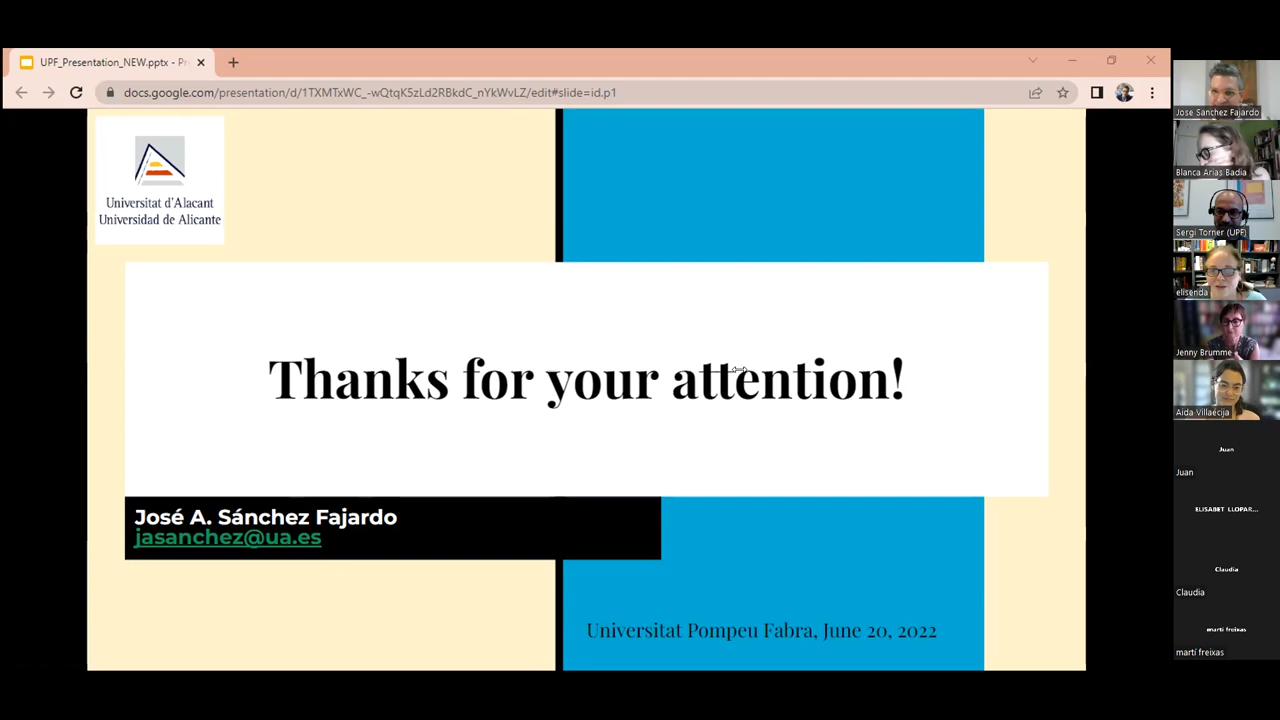 UPF_Presentation_NEW.pptx - Pr
docs.google.com/presentation/d/1TXMTxWC_-wQtqK5zLd2RBkdC_nYkWvLZ/edit#slide=id.p1
Universitat d'Alacant
Universidad de Alicante
Thanks for your attention!
José A. Sánchez Fajardo
jasanchez@ua.es
Universitat Pompeu Fabra, June 20, 2022
Jose Sanchez Fajardo
Blanca Arias Badia
Sergi Torner (UPF)
elisenda
Jenny Brumme
Aida Villaécija
Juan
Juan
ELISABET LLOPAR...
Claudia
Claudia
martí freixas
martí freixas